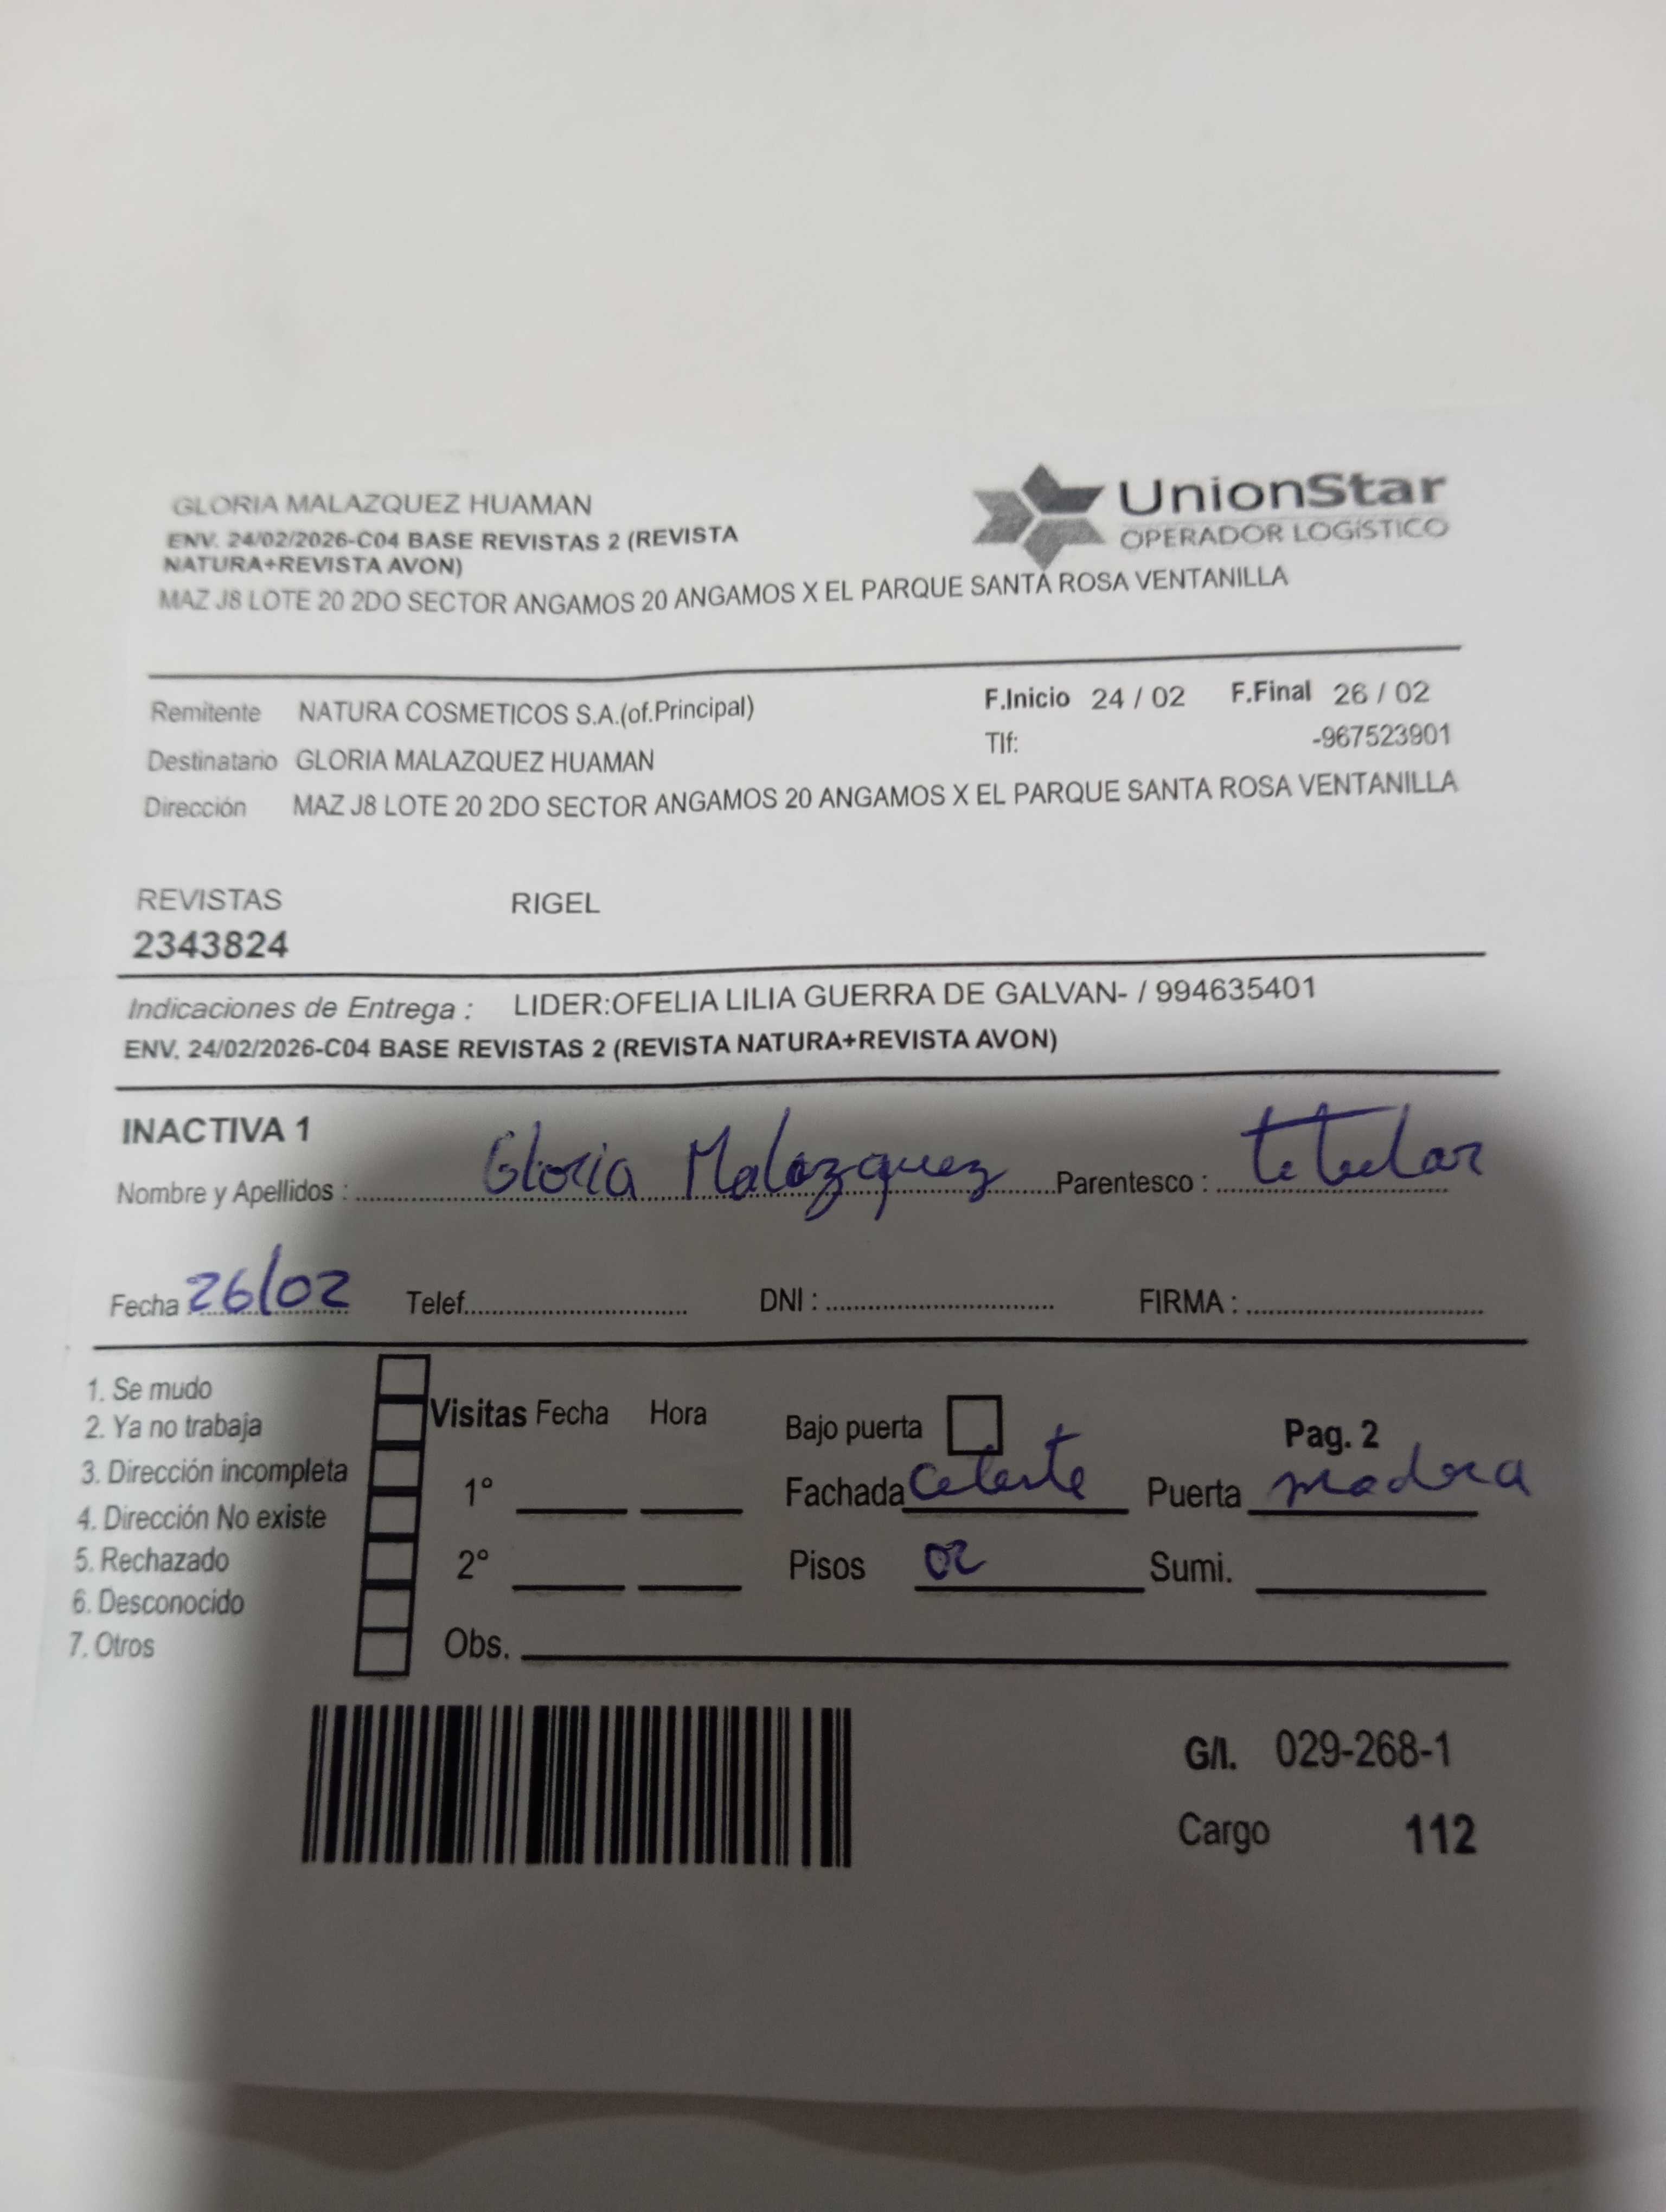 GLORIA MALAZQUEZ HUAMAN
ENV. 24/02/2026-C04 BASE REVISTAS 2 (REVISTA
NATURA+REVISTA AVON)
UnionStar
OPERADOR LOGÍSTICO
MAZ J8 LOTE 20 2DO SECTOR ANGAMOS 20 ANGAMOS X EL PARQUE SANTA ROSA VENTANILLA
Remitente NATURA COSMETICOS S.A.(of.Principal) F.Inicio 24 / 02 F.Final 26 / 02
Destinatario GLORIA MALAZQUEZ HUAMAN Tlf: -967523901
Dirección MAZ J8 LOTE 20 2DO SECTOR ANGAMOS 20 ANGAMOS X EL PARQUE SANTA ROSA VENTANILLA
REVISTAS RIGEL
2343824
Indicaciones de Entrega : LIDER:OFELIA LILIA GUERRA DE GALVAN- / 994635401
ENV. 24/02/2026-C04 BASE REVISTAS 2 (REVISTA NATURA+REVISTA AVON)
INACTIVA 1
Nombre y Apellidos : Gloria Malazquez Parentesco : titular
Fecha 26/02 Telef. DNI : FIRMA :
1. Se mudo
2. Ya no trabaja
3. Dirección incompleta
4. Dirección No existe
5. Rechazado
6. Desconocido
7. Otros
Visitas Fecha Hora
1°
2°
Obs.
Bajo puerta Pag. 2
Fachada Celeste Puerta madera
Pisos 02 Sumi.
G/I. 029-268-1
Cargo 112